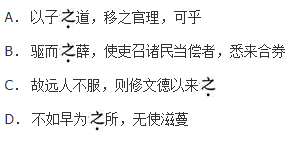 A．以子之道，移之官理，可乎
B．驱而之薛，使吏召诸民当偿者，悉来合券
C．故远人不服，则修文德以来之
D．不如早为之所，无使滋蔓